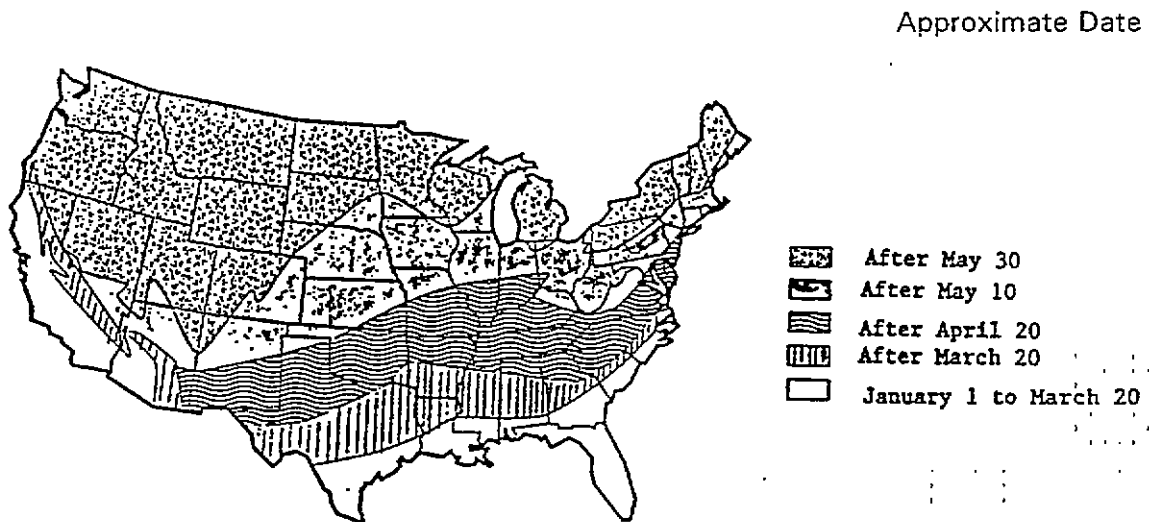 Approximate Date
After May 30
After May 10
After April 20
After March 20
January 1 to March 20